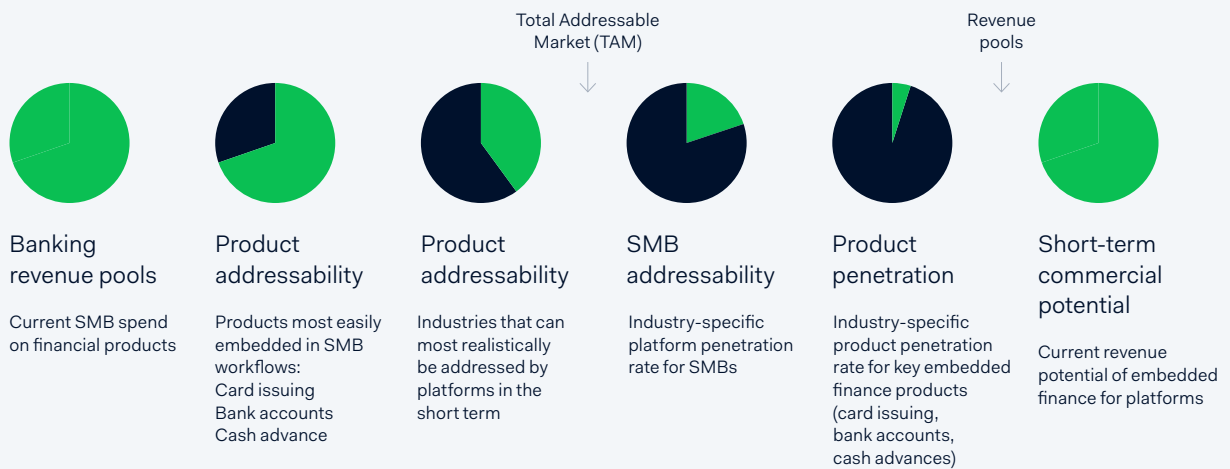 Total Addressable
Market (TAM)
Revenue
pools
Banking
revenue pools
Current SMB spend
on financial products
Product
addressability
Products most easily
embedded in SMB
workflows:
Card issuing
Bank accounts
Cash advance
Product
addressability
Industries that can
most realistically
be addressed by
platforms in the
short term
SMB
addressability
Industry-specific
platform penetration
rate for SMBs
Product
penetration
Industry-specific
product penetration
rate for key embedded
finance products
(card issuing,
bank accounts,
cash advances)
Short-term
commercial
potential
Current revenue
potential of embedded
finance for platforms